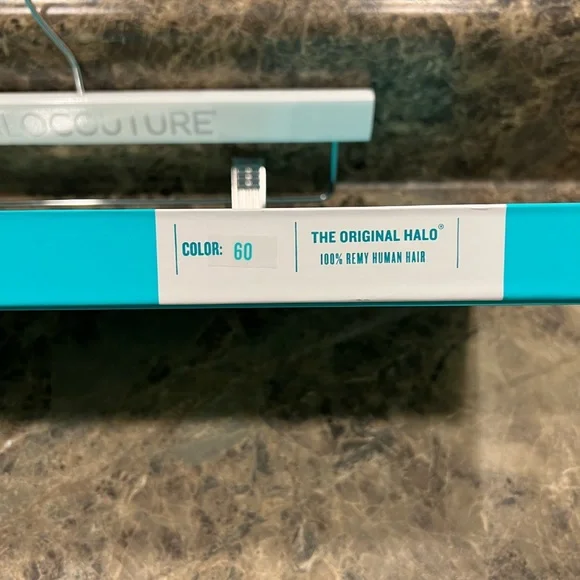 LOCOUTURE
COLOR: 60
THE ORIGINAL HALO®
100% REMY HUMAN HAIR